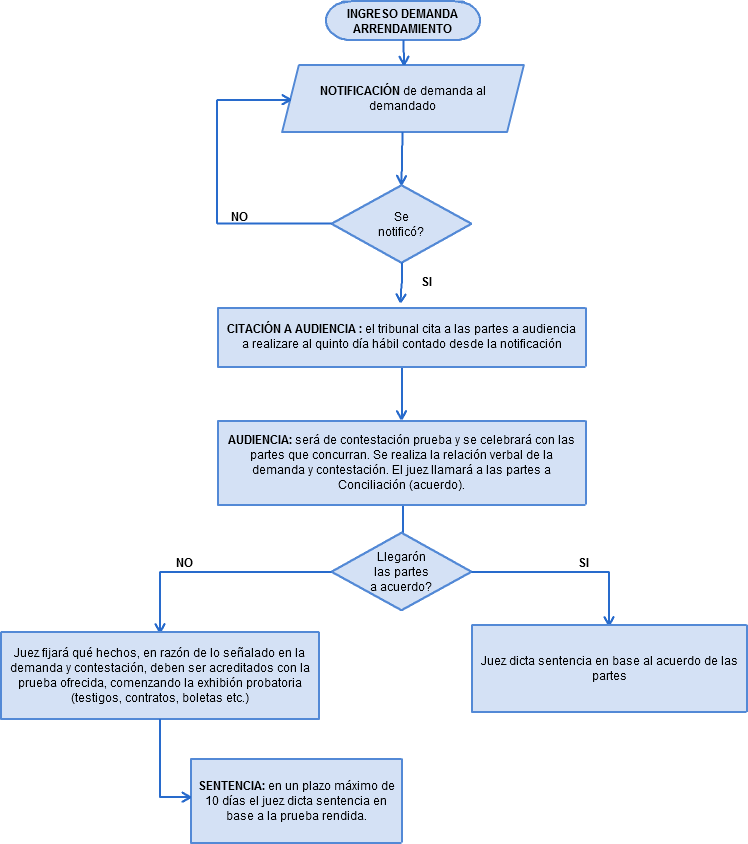 INGRESO DEMANDA
ARRENDAMIENTO
NOTIFICACIÓN de demanda al
demandado
Se
notificó?
NO
SI
CITACIÓN A AUDIENCIA : el tribunal cita a las partes a audiencia
a realizare al quinto día hábil contado desde la notificación
AUDIENCIA: será de contestación prueba y se celebrará con las
partes que concurran. Se realiza la relación verbal de la
demanda y contestación. El juez llamará a las partes a
Conciliación (acuerdo).
Llegarón
las partes
a acuerdo?
NO
SI
Juez fijará qué hechos, en razón de lo señalado en la
demanda y contestación, deben ser acreditados con la
prueba ofrecida, comenzando la exhibión probatoria
(testigos, contratos, boletas etc.)
Juez dicta sentencia en base al acuerdo de las
partes
SENTENCIA: en un plazo máximo de
10 días el juez dicta sentencia en
base a la prueba rendida.